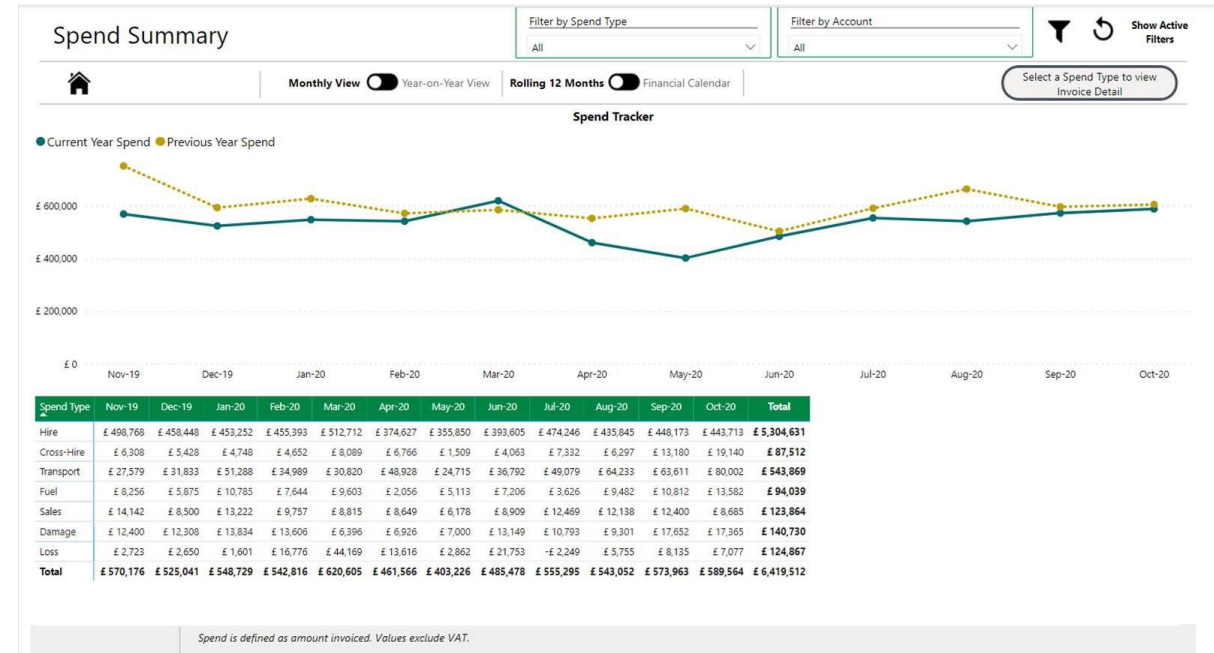 Spend Summary
Filter by Spend Type
All
Filter by Account
All
Show Active
Filters
Monthly View Year-on-Year View Rolling 12 Months Financial Calendar
Select a Spend Type to view
Invoice Detail
Spend Tracker
Current Year Spend Previous Year Spend
£ 600,000
£ 400,000
£ 200,000
£ 0
Nov-19 Dec-19 Jan-20 Feb-20 Mar-20 Apr-20 May-20 Jun-20 Jul-20 Aug-20 Sep-20 Oct-20
Spend Type Nov-19 Dec-19 Jan-20 Feb-20 Mar-20 Apr-20 May-20 Jun-20 Jul-20 Aug-20 Sep-20 Oct-20 Total
Hire £ 498,768 £ 458,448 £ 453,252 £ 455,393 £ 512,712 £ 374,627 £ 355,850 £ 393,605 £ 474,246 £ 435,845 £ 448,173 £ 443,713 £ 5,304,631
Cross-Hire £ 6,308 £ 5,428 £ 4,748 £ 4,652 £ 8,089 £ 6,766 £ 1,509 £ 4,063 £ 7,332 £ 6,297 £ 13,180 £ 19,140 £ 87,512
Transport £ 27,579 £ 31,833 £ 51,288 £ 34,989 £ 30,820 £ 48,928 £ 24,715 £ 36,792 £ 49,079 £ 64,233 £ 63,611 £ 80,002 £ 543,869
Fuel £ 8,256 £ 5,875 £ 10,785 £ 7,644 £ 9,603 £ 2,056 £ 5,113 £ 7,206 £ 3,626 £ 9,482 £ 10,812 £ 13,582 £ 94,039
Sales £ 14,142 £ 8,500 £ 13,222 £ 9,757 £ 8,815 £ 8,649 £ 6,178 £ 8,909 £ 12,469 £ 12,138 £ 12,400 £ 8,685 £ 123,864
Damage £ 12,400 £ 12,308 £ 13,834 £ 13,606 £ 6,396 £ 6,926 £ 7,000 £ 13,149 £ 10,793 £ 9,301 £ 17,652 £ 17,365 £ 140,730
Loss £ 2,723 £ 2,650 £ 1,601 £ 16,776 £ 44,169 £ 13,616 £ 2,862 £ 21,753 -£ 2,249 £ 5,755 £ 8,135 £ 7,077 £ 124,867
Total £ 570,176 £ 525,041 £ 548,729 £ 542,816 £ 620,605 £ 461,566 £ 403,226 £ 485,478 £ 555,295 £ 543,052 £ 573,963 £ 589,564 £ 6,419,512
Spend is defined as amount invoiced. Values exclude VAT.